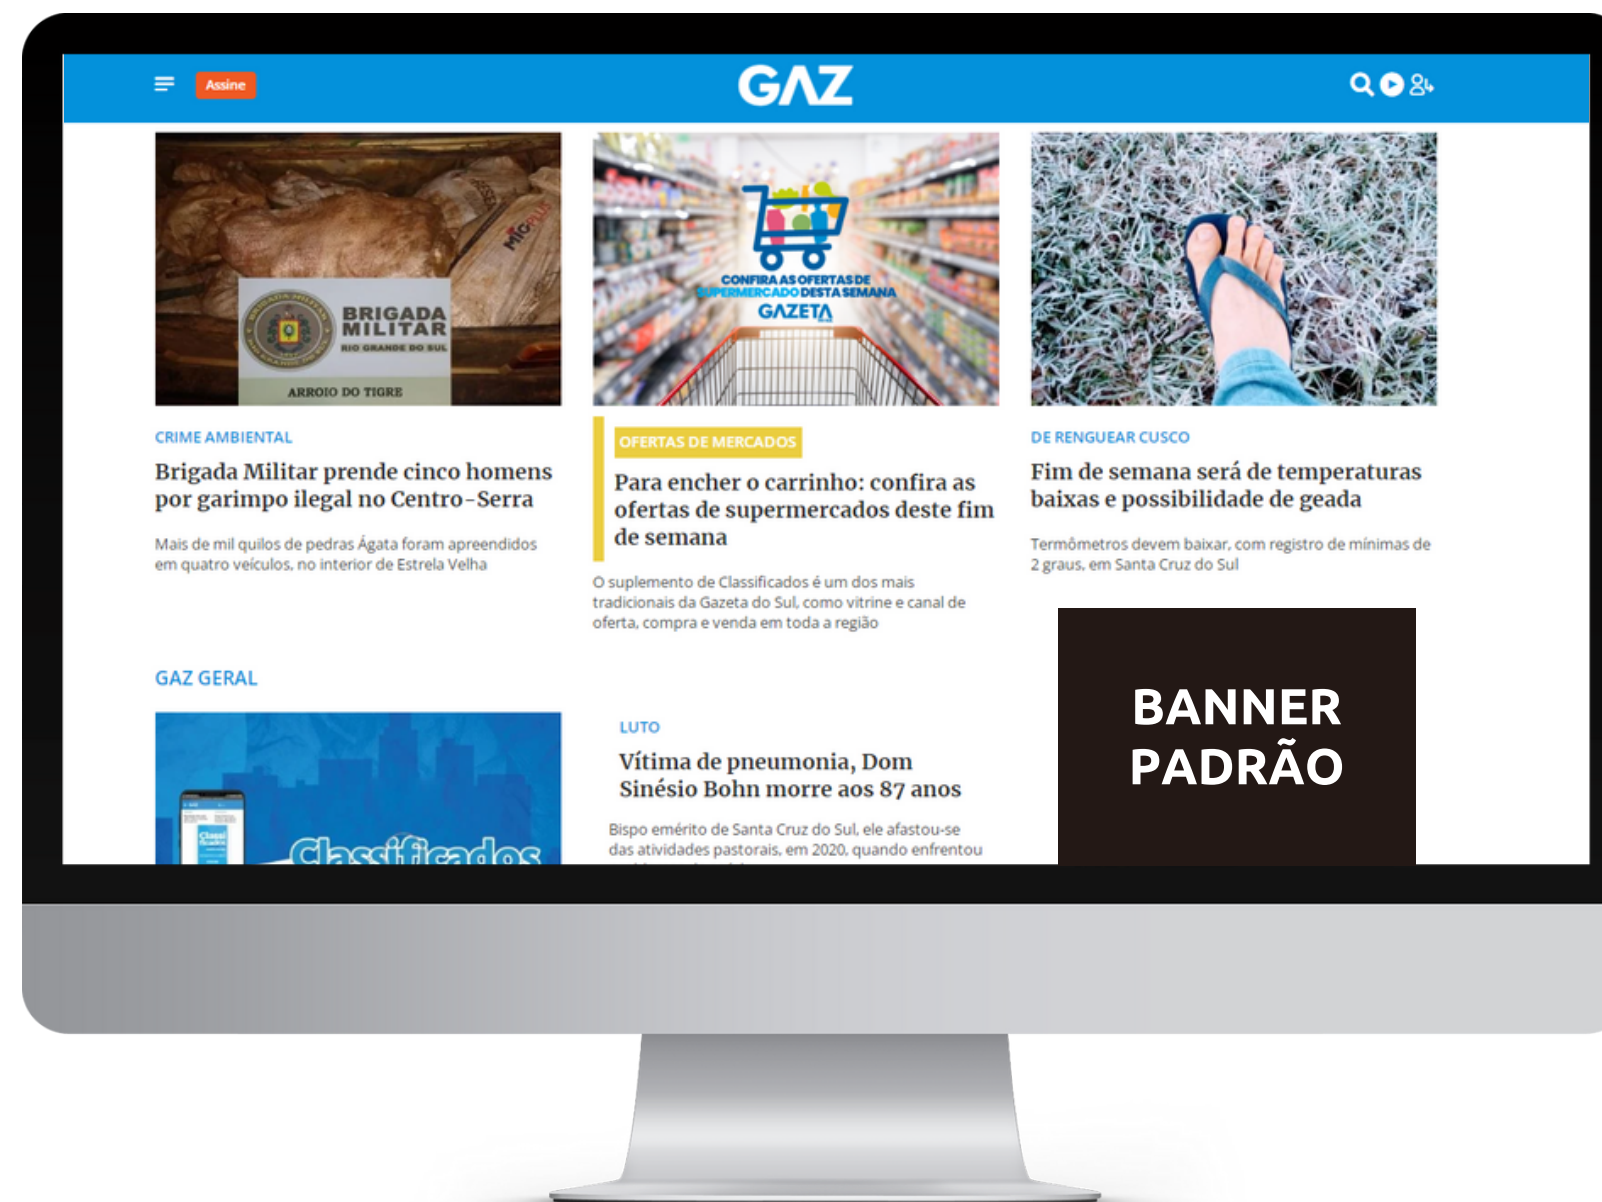 Assine
GAZ
MICROPLUS
BRIGADA
MILITAR
RIO GRANDE DO SUL
ARROIO DO TIGRE
CONFIRA AS OFERTAS DE
SUPERMERCADO DESTA SEMANA
GAZETA
CRIME AMBIENTAL
Brigada Militar prende cinco homens
por garimpo ilegal no Centro-Serra
Mais de mil quilos de pedras Ágata foram apreendidos
em quatro veículos, no interior de Estrela Velha
OFERTAS DE MERCADOS
Para encher o carrinho: confira as
ofertas de supermercados deste fim
de semana
O suplemento de Classificados é um dos mais
tradicionais da Gazeta do Sul, como vitrine e canal de
oferta, compra e venda em toda a região
DE RENGUEAR CUSCO
Fim de semana será de temperaturas
baixas e possibilidade de geada
Termômetros devem baixar, com registro de mínimas de
2 graus, em Santa Cruz do Sul
GAZ GERAL
Classificados
LUTO
Vítima de pneumonia, Dom
Sinésio Bohn morre aos 87 anos
Bispo emérito de Santa Cruz do Sul, ele afastou-se
das atividades pastorais, em 2020, quando enfrentou
BANNER
PADRÃO